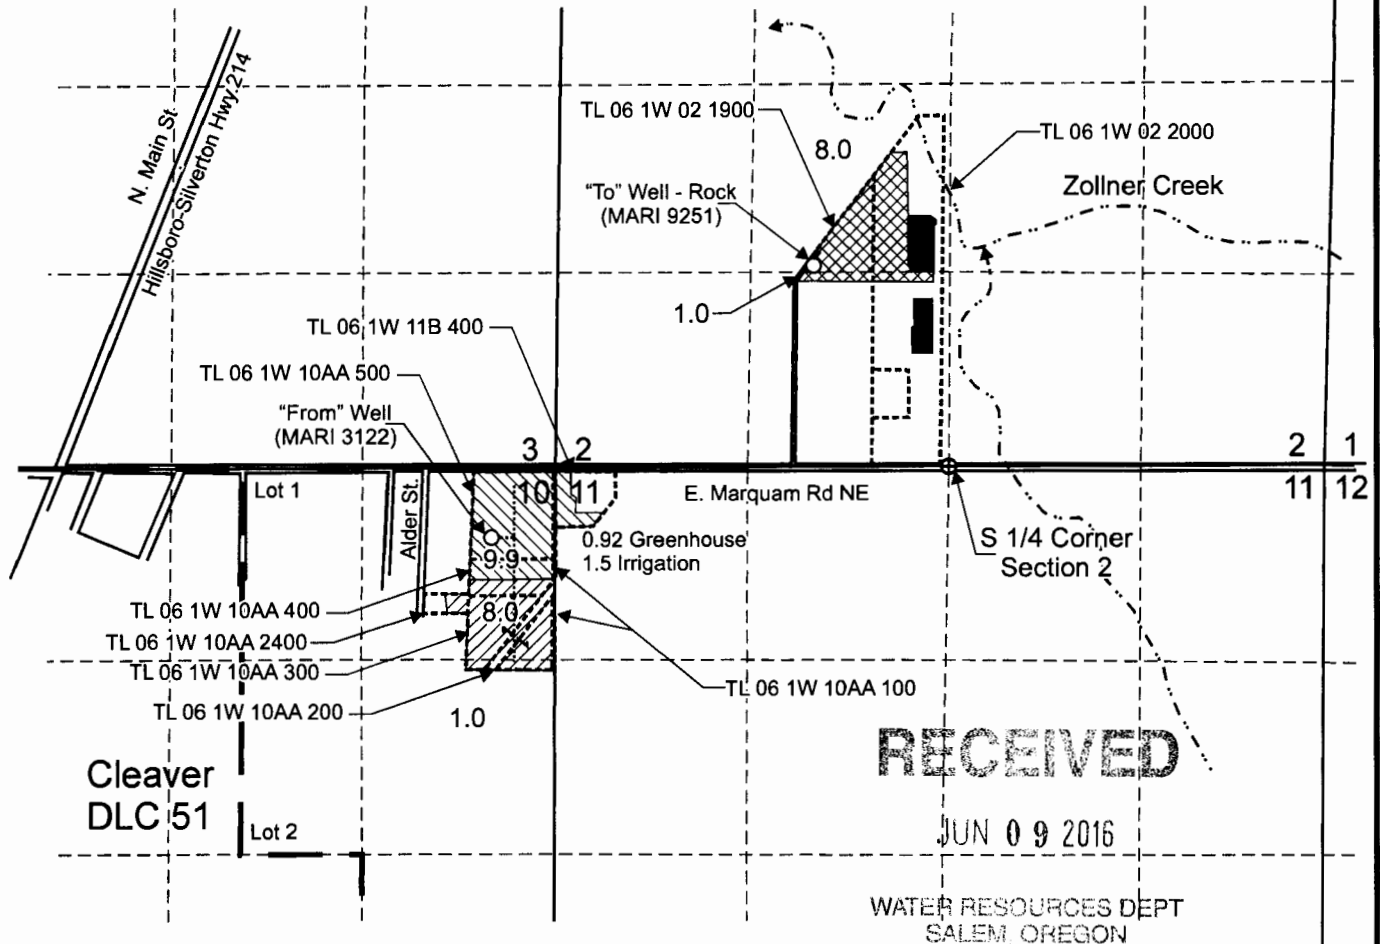 N. Main St
Hillsboro-Silverton Hwy 214
TL 06 1W 02 1900
8.0
TL 06 1W 02 2000
"To" Well - Rock
(MARI 9251)
Zollner Creek
1.0
TL 06 1W 11B 400
TL 06 1W 10AA 500
"From" Well
(MARI 3122)
3 2
2 1
10 11
11 12
Lot 1
Alder St.
E. Marquam Rd NE
0.92 Greenhouse
1.5 Irrigation
S 1/4 Corner
Section 2
9.9
TL 06 1W 10AA 400
8.0
TL 06 1W 10AA 2400
TL 06 1W 10AA 300
TL 06 1W 10AA 100
TL 06 1W 10AA 200
1.0
Cleaver
DLC 51
Lot 2
RECEIVED
JUN 09 2016
WATER RESOURCES DEPT
SALEM, OREGON